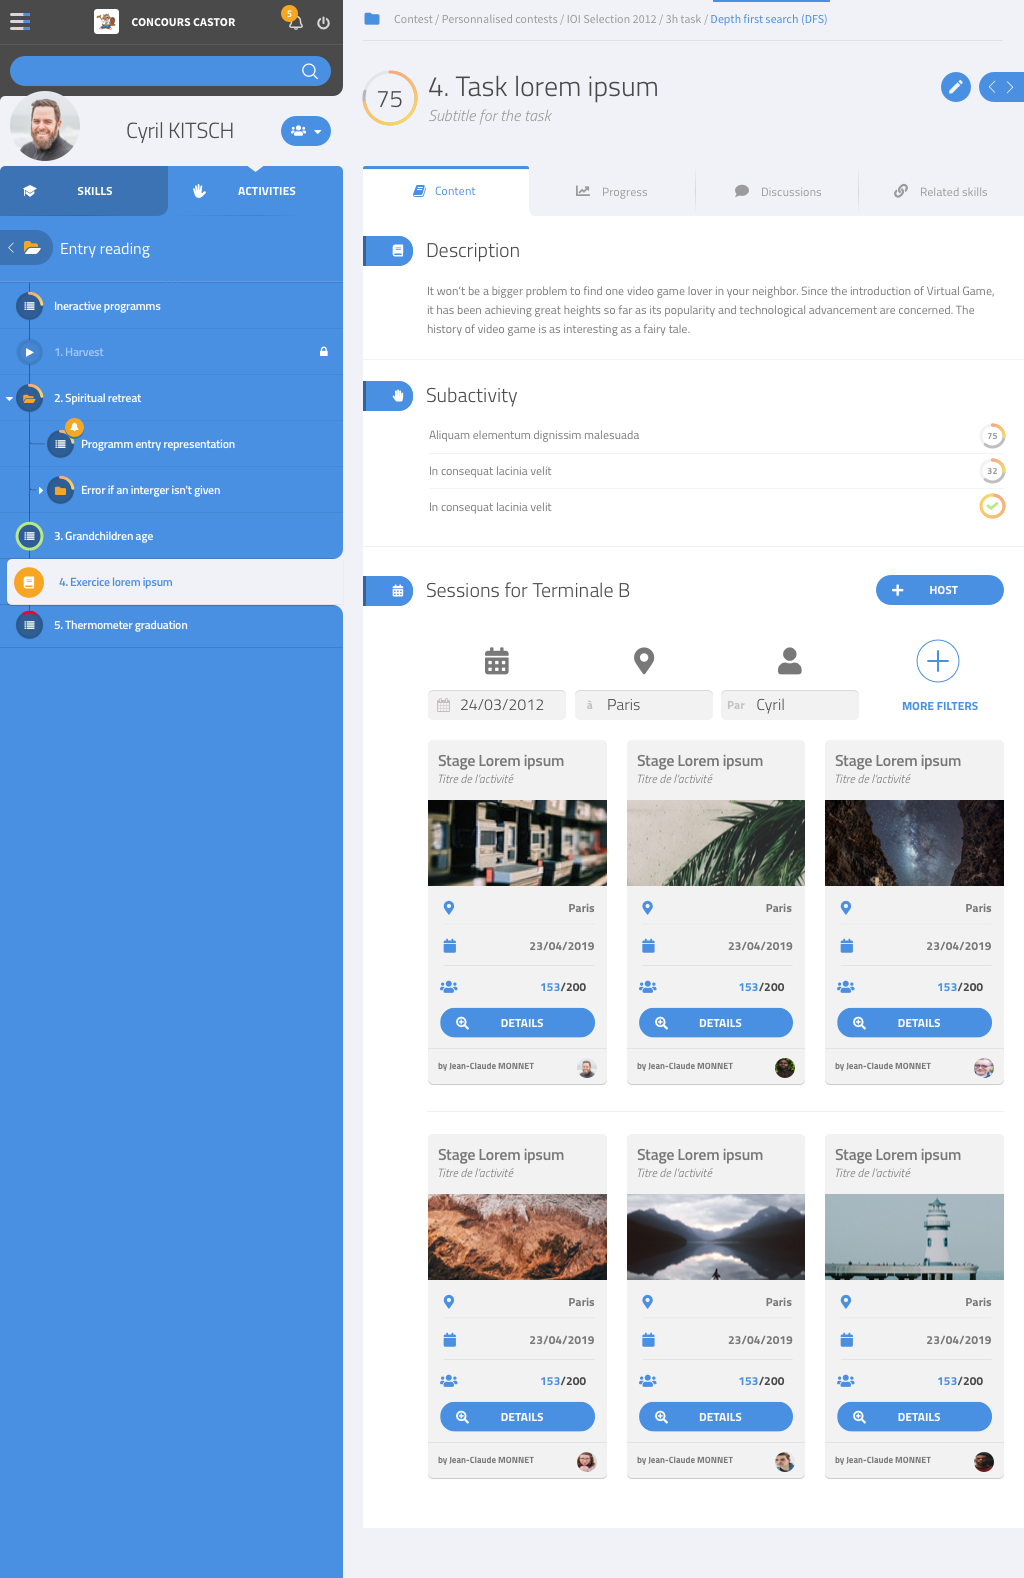 CONCOURS CASTOR
5
Cyril KITSCH
SKILLS
ACTIVITIES
Entry reading
Ineractive programms
1. Harvest
2. Spiritual retreat
Programm entry representation
Error if an interger isn't given
3. Grandchildren age
4. Exercice lorem ipsum
5. Thermometer graduation
Contest / Personnalised contests / IOI Selection 2012 / 3h task / Depth first search (DFS)
75
4. Task lorem ipsum
Subtitle for the task
Content
Progress
Discussions
Related skills
Description
It won't be a bigger problem to find one video game lover in your neighbor. Since the introduction of Virtual Game,
it has been achieving great heights so far as its popularity and technological advancement are concerned. The
history of video game is as interesting as a fairy tale.
Subactivity
Aliquam elementum dignissim malesuada
75
In consequat lacinia velit
32
In consequat lacinia velit
Sessions for Terminale B
HOST
24/03/2012
à Paris
Par Cyril
MORE FILTERS
Stage Lorem ipsum
Titre de l'activité
Paris
23/04/2019
153/200
DETAILS
by Jean-Claude MONNET
Stage Lorem ipsum
Titre de l'activité
Paris
23/04/2019
153/200
DETAILS
by Jean-Claude MONNET
Stage Lorem ipsum
Titre de l'activité
Paris
23/04/2019
153/200
DETAILS
by Jean-Claude MONNET
Stage Lorem ipsum
Titre de l'activité
Paris
23/04/2019
153/200
DETAILS
by Jean-Claude MONNET
Stage Lorem ipsum
Titre de l'activité
Paris
23/04/2019
153/200
DETAILS
by Jean-Claude MONNET
Stage Lorem ipsum
Titre de l'activité
Paris
23/04/2019
153/200
DETAILS
by Jean-Claude MONNET